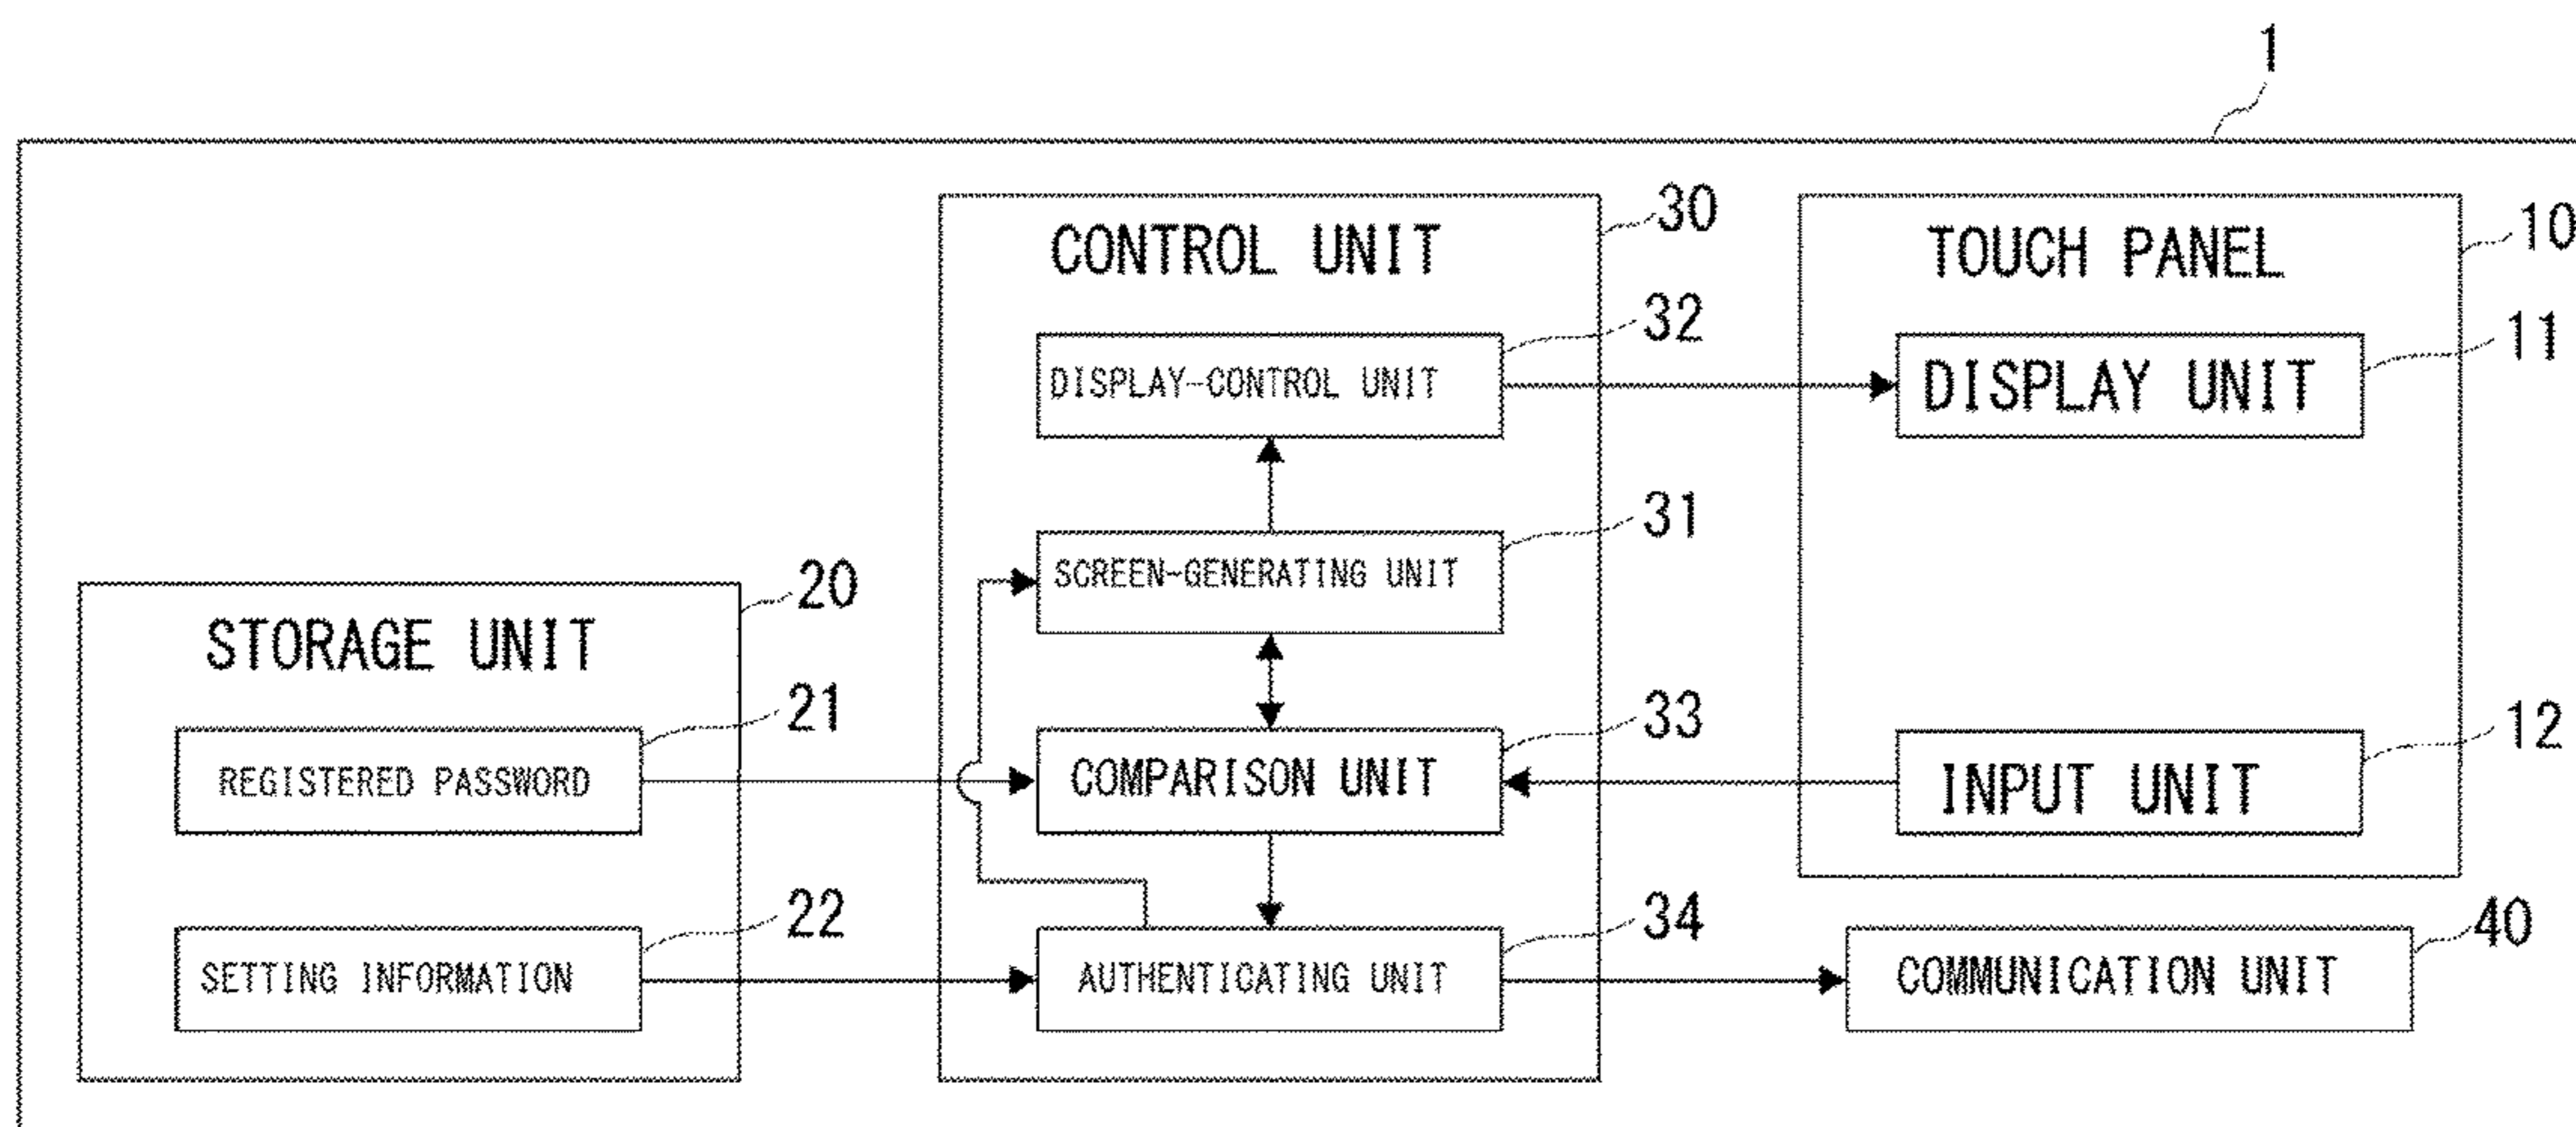 1
CONTROL UNIT
30
TOUCH PANEL
10
32
DISPLAY-CONTROL UNIT
11
DISPLAY UNIT
31
SCREEN-GENERATING UNIT
20
STORAGE UNIT
21
REGISTERED PASSWORD
33
COMPARISON UNIT
12
INPUT UNIT
22
SETTING INFORMATION
34
AUTHENTICATING UNIT
40
COMMUNICATION UNIT